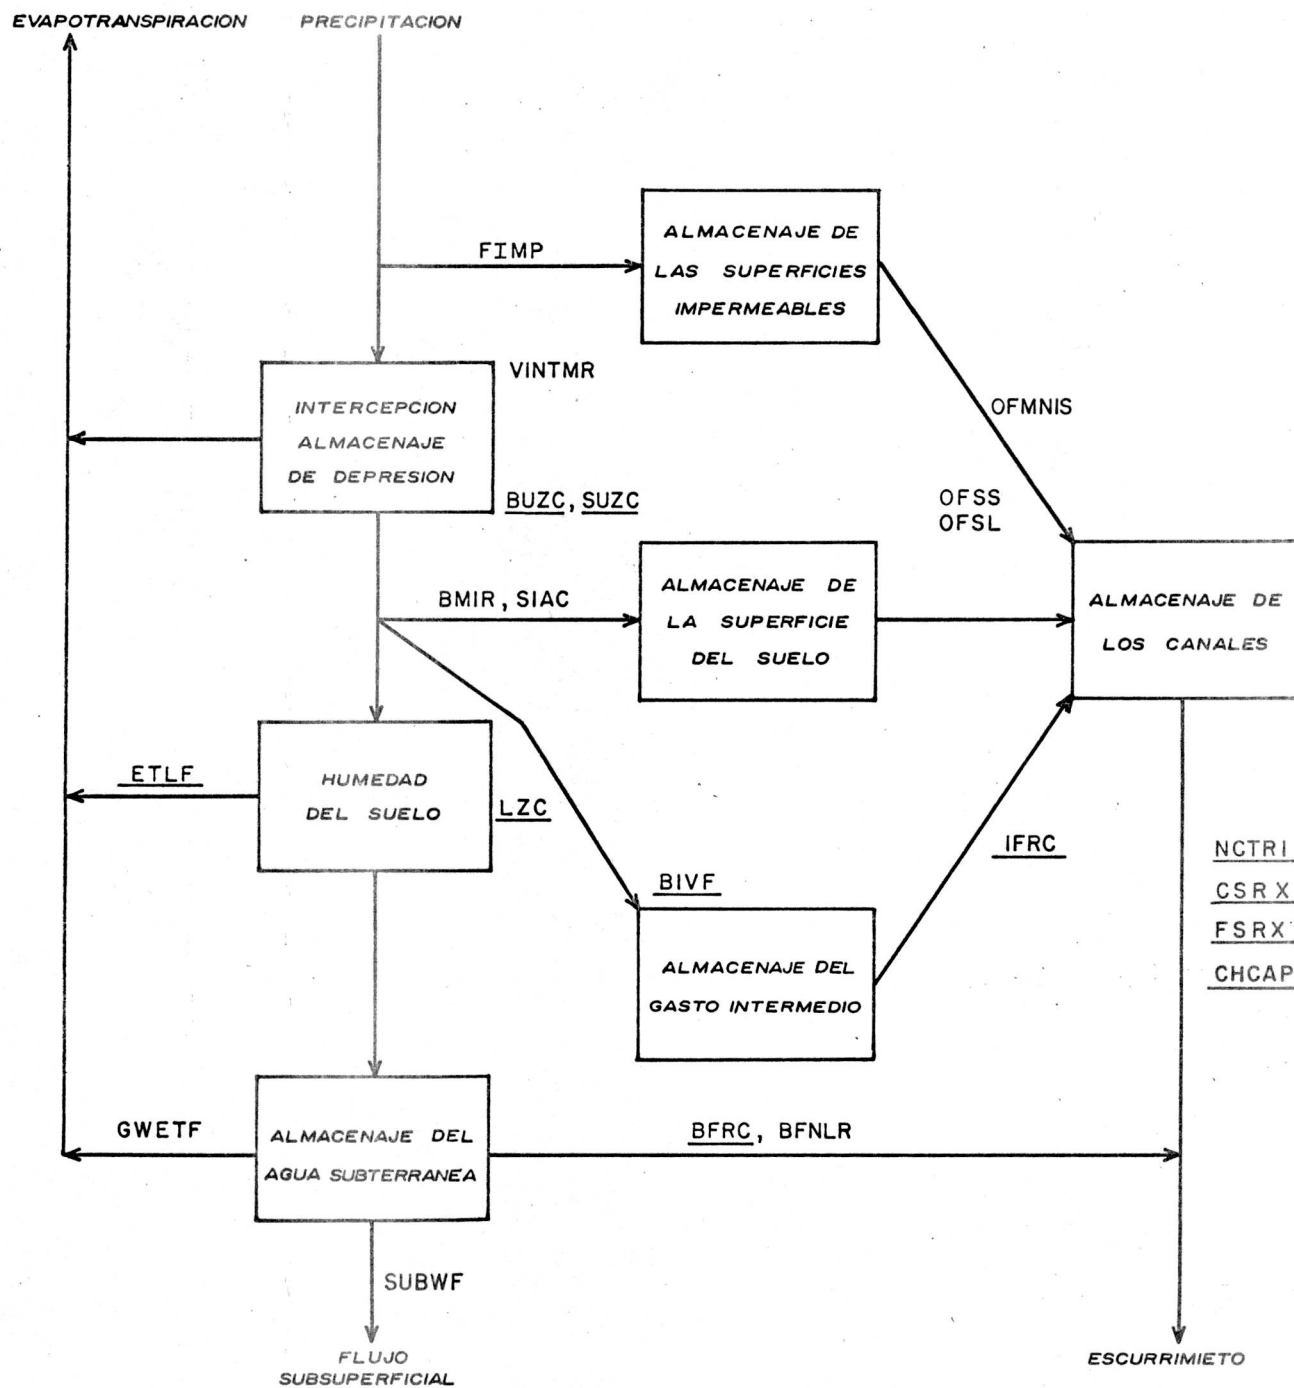 EVAPOTRANSPIRACION
PRECIPITACION
FIMP
ALMACENAJE DE
LAS SUPERFICIES
IMPERMEABLES
VINTMR
INTERCEPCION
ALMACENAJE
DE DEPRESION
OFMNIS
BUZC, SUZC
OFSS
OFSL
BMIR, SIAC
ALMACENAJE DE
LA SUPERFICIE
DEL SUELO
ALMACENAJE DE
LOS CANALES
ETLF
HUMEDAD
DEL SUELO
LZC
IFRC
NCTRI
CSRX
FSRX
CHCAP
BIVF
ALMACENAJE DEL
GASTO INTERMEDIO
GWETF
ALMACENAJE DEL
AGUA SUBTERRANEA
BFRC, BFNLR
SUBWF
FLUJO
SUBSUPERFICIAL
ESCURRIMIETO